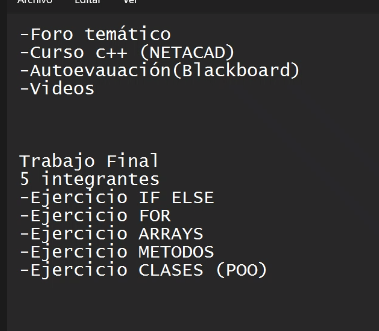 Archivo Editar Ver
-Foro temático
-Curso c++ (NETACAD)
-Autoevauación(Blackboard)
-Videos
Trabajo Final
5 integrantes
-Ejercicio IF ELSE
-Ejercicio FOR
-Ejercicio ARRAYS
-Ejercicio METODOS
-Ejercicio CLASES (POO)